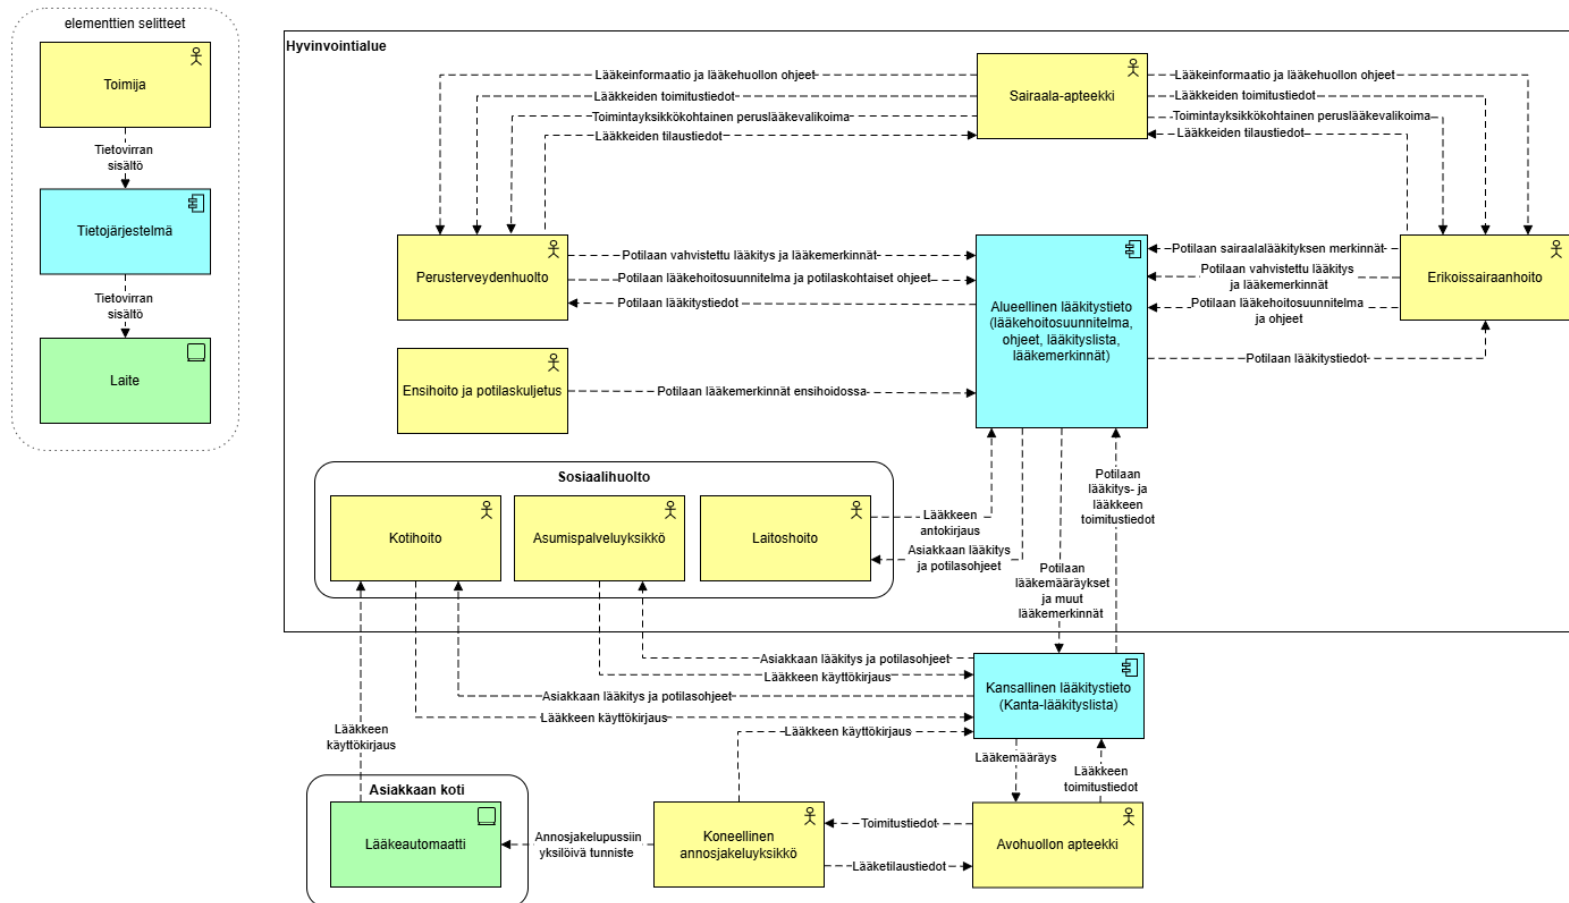 elementtien selitteet
Toimija
Tietovirran
sisältö
Tietojärjestelmä
Tietovirran
sisältö
Laite
Hyvinvointialue
Sairaala-apteekki
Lääkeinformaatio ja lääkehuollon ohjeet
Lääkkeiden toimitustiedot
Toimintayksikkökohtainen peruslääkevalikoima
Lääkkeiden tilaustiedot
Lääkeinformaatio ja lääkehuollon ohjeet
Lääkkeiden toimitustiedot
Toimintayksikkökohtainen peruslääkevalikoima
Lääkkeiden tilaustiedot
Perusterveydenhuolto
Potilaan vahvistettu lääkitys ja lääkemerkinnät
Potilaan lääkehoitosuunnitelma ja potilaskohtaiset ohjeet
Potilaan lääkitystiedot
Alueellinen lääkitystieto
(lääkehoitosuunnitelma,
ohjeet, lääkityslista,
lääkemerkinnät)
Potilaan sairaalalääkityksen merkinnät
Potilaan vahvistettu lääkitys
ja lääkemerkinnät
Potilaan lääkehoitosuunnitelma
ja ohjeet
Potilaan lääkitystiedot
Erikoissairaanhoito
Ensihoito ja potilaskuljetus
Potilaan lääkemerkinnät ensihoidossa
Sosiaalihuolto
Kotihoito
Asumispalveluyksikkö
Laitoshoito
Lääkkeen
antokirjaus
Asiakkaan lääkitys
ja potilasohjeet
Potilaan
lääkemääräykset
ja muut
lääkemerkinnät
Potilaan
lääkitys- ja
lääkkeen
toimitustiedot
Asiakkaan lääkitys ja potilasohjeet
Lääkkeen käyttökirjaus
Asiakkaan lääkitys ja potilasohjeet
Lääkkeen käyttökirjaus
Lääkkeen käyttökirjaus
Kansallinen lääkitystieto
(Kanta-lääkityslista)
Lääkkeen
käyttökirjaus
Lääkemääräys
Lääkkeen
toimitustiedot
Asiakkaan koti
Lääkeautomaatti
Annosjakelupussiin
yksilöivä tunniste
Koneellinen
annosjakeluyksikkö
Toimitustiedot
Lääketilaustiedot
Avohuollon apteekki